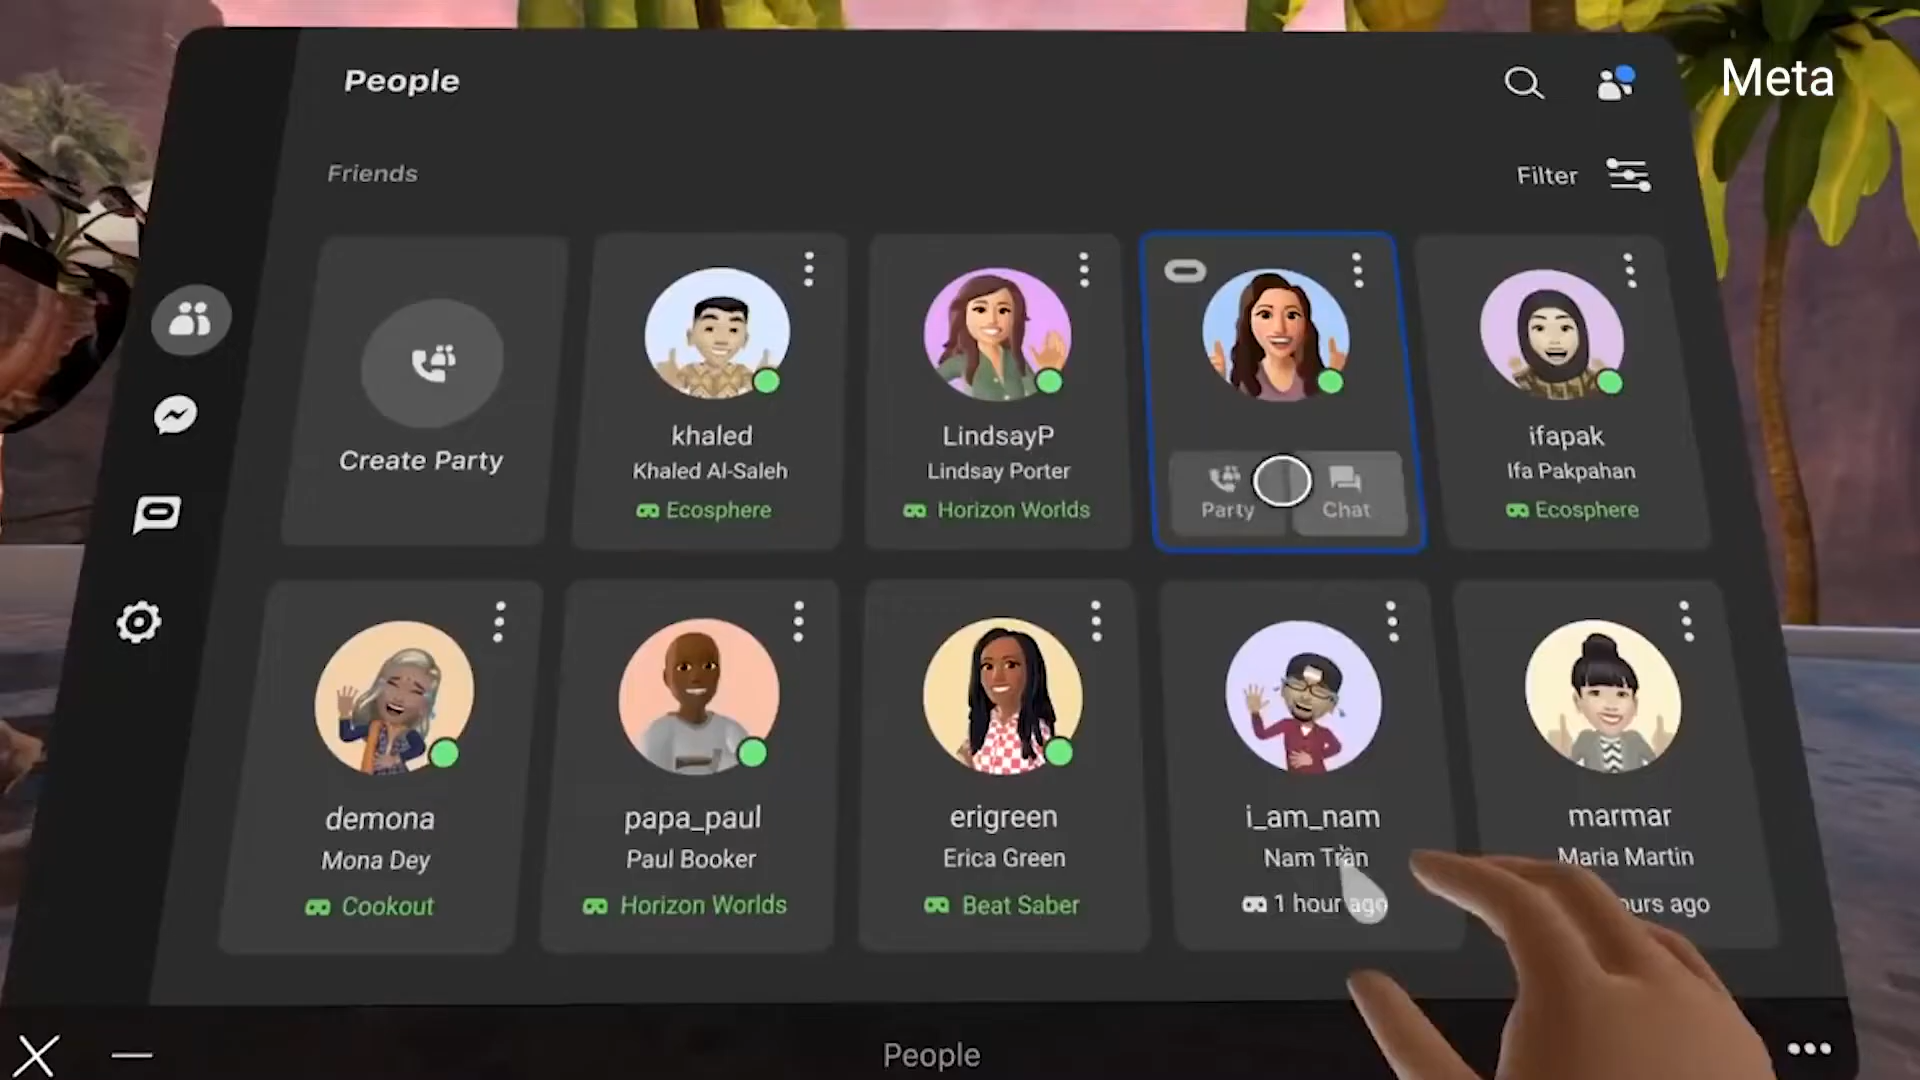 People
Meta
Friends
Filter
Create Party
khaled
Khaled Al-Saleh
Ecosphere
LindsayP
Lindsay Porter
Horizon Worlds
Party
Chat
ifapak
Ifa Pakpahan
Ecosphere
demona
Mona Dey
Cookout
papa_paul
Paul Booker
Horizon Worlds
erigreen
Erica Green
Beat Saber
i_am_nam
Nam Tran
1 hour ago
marmar
Maria Martin
ago
People